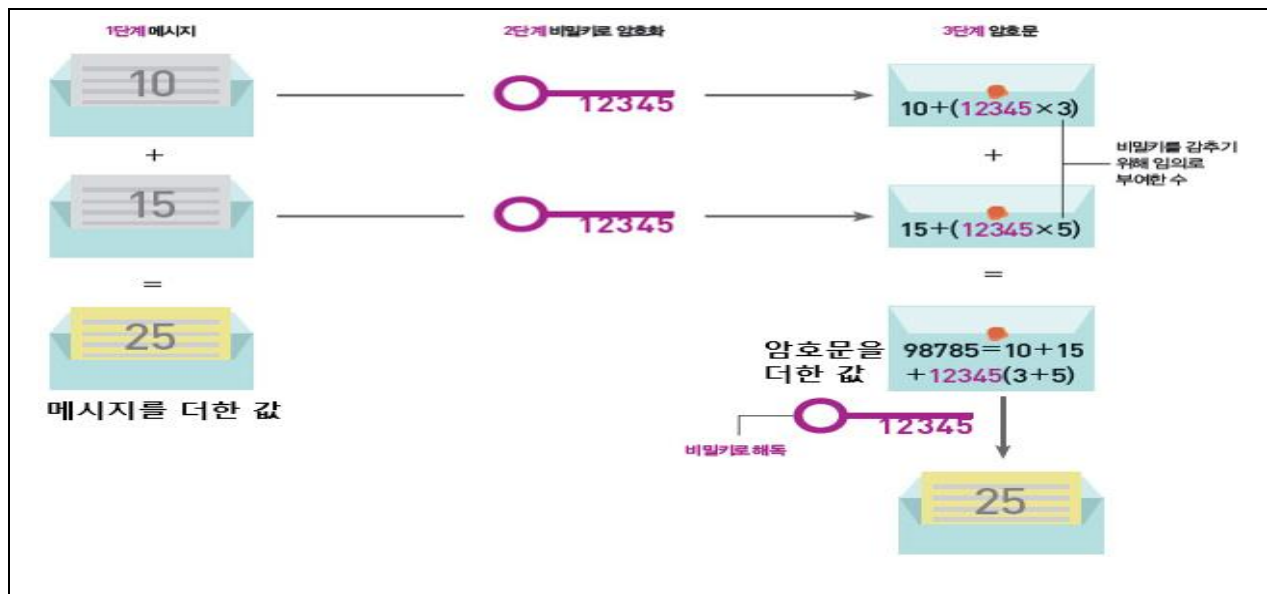 1단계 메시지
2단계 비밀키로 암호화
3단계 암호문
10
12345
10+(12345×3)
+
+
비밀키를 감추기
위해 임의로
부여한 수
15
12345
15+(12345×5)
=
=
25
암호문을
더한 값
98785=10+15
+12345(3+5)
메시지를 더한 값
12345
비밀키로 해독
25